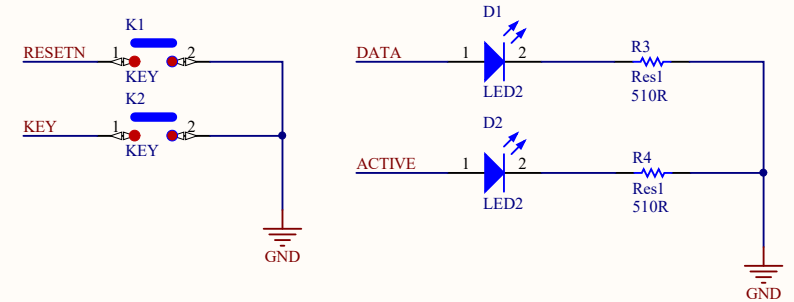 K1
RESETN
1
2
KEY
K2
KEY
1
2
KEY
GND
D1
DATA
1
2
LED2
R3
Res1
510R
D2
ACTIVE
1
2
LED2
R4
Res1
510R
GND